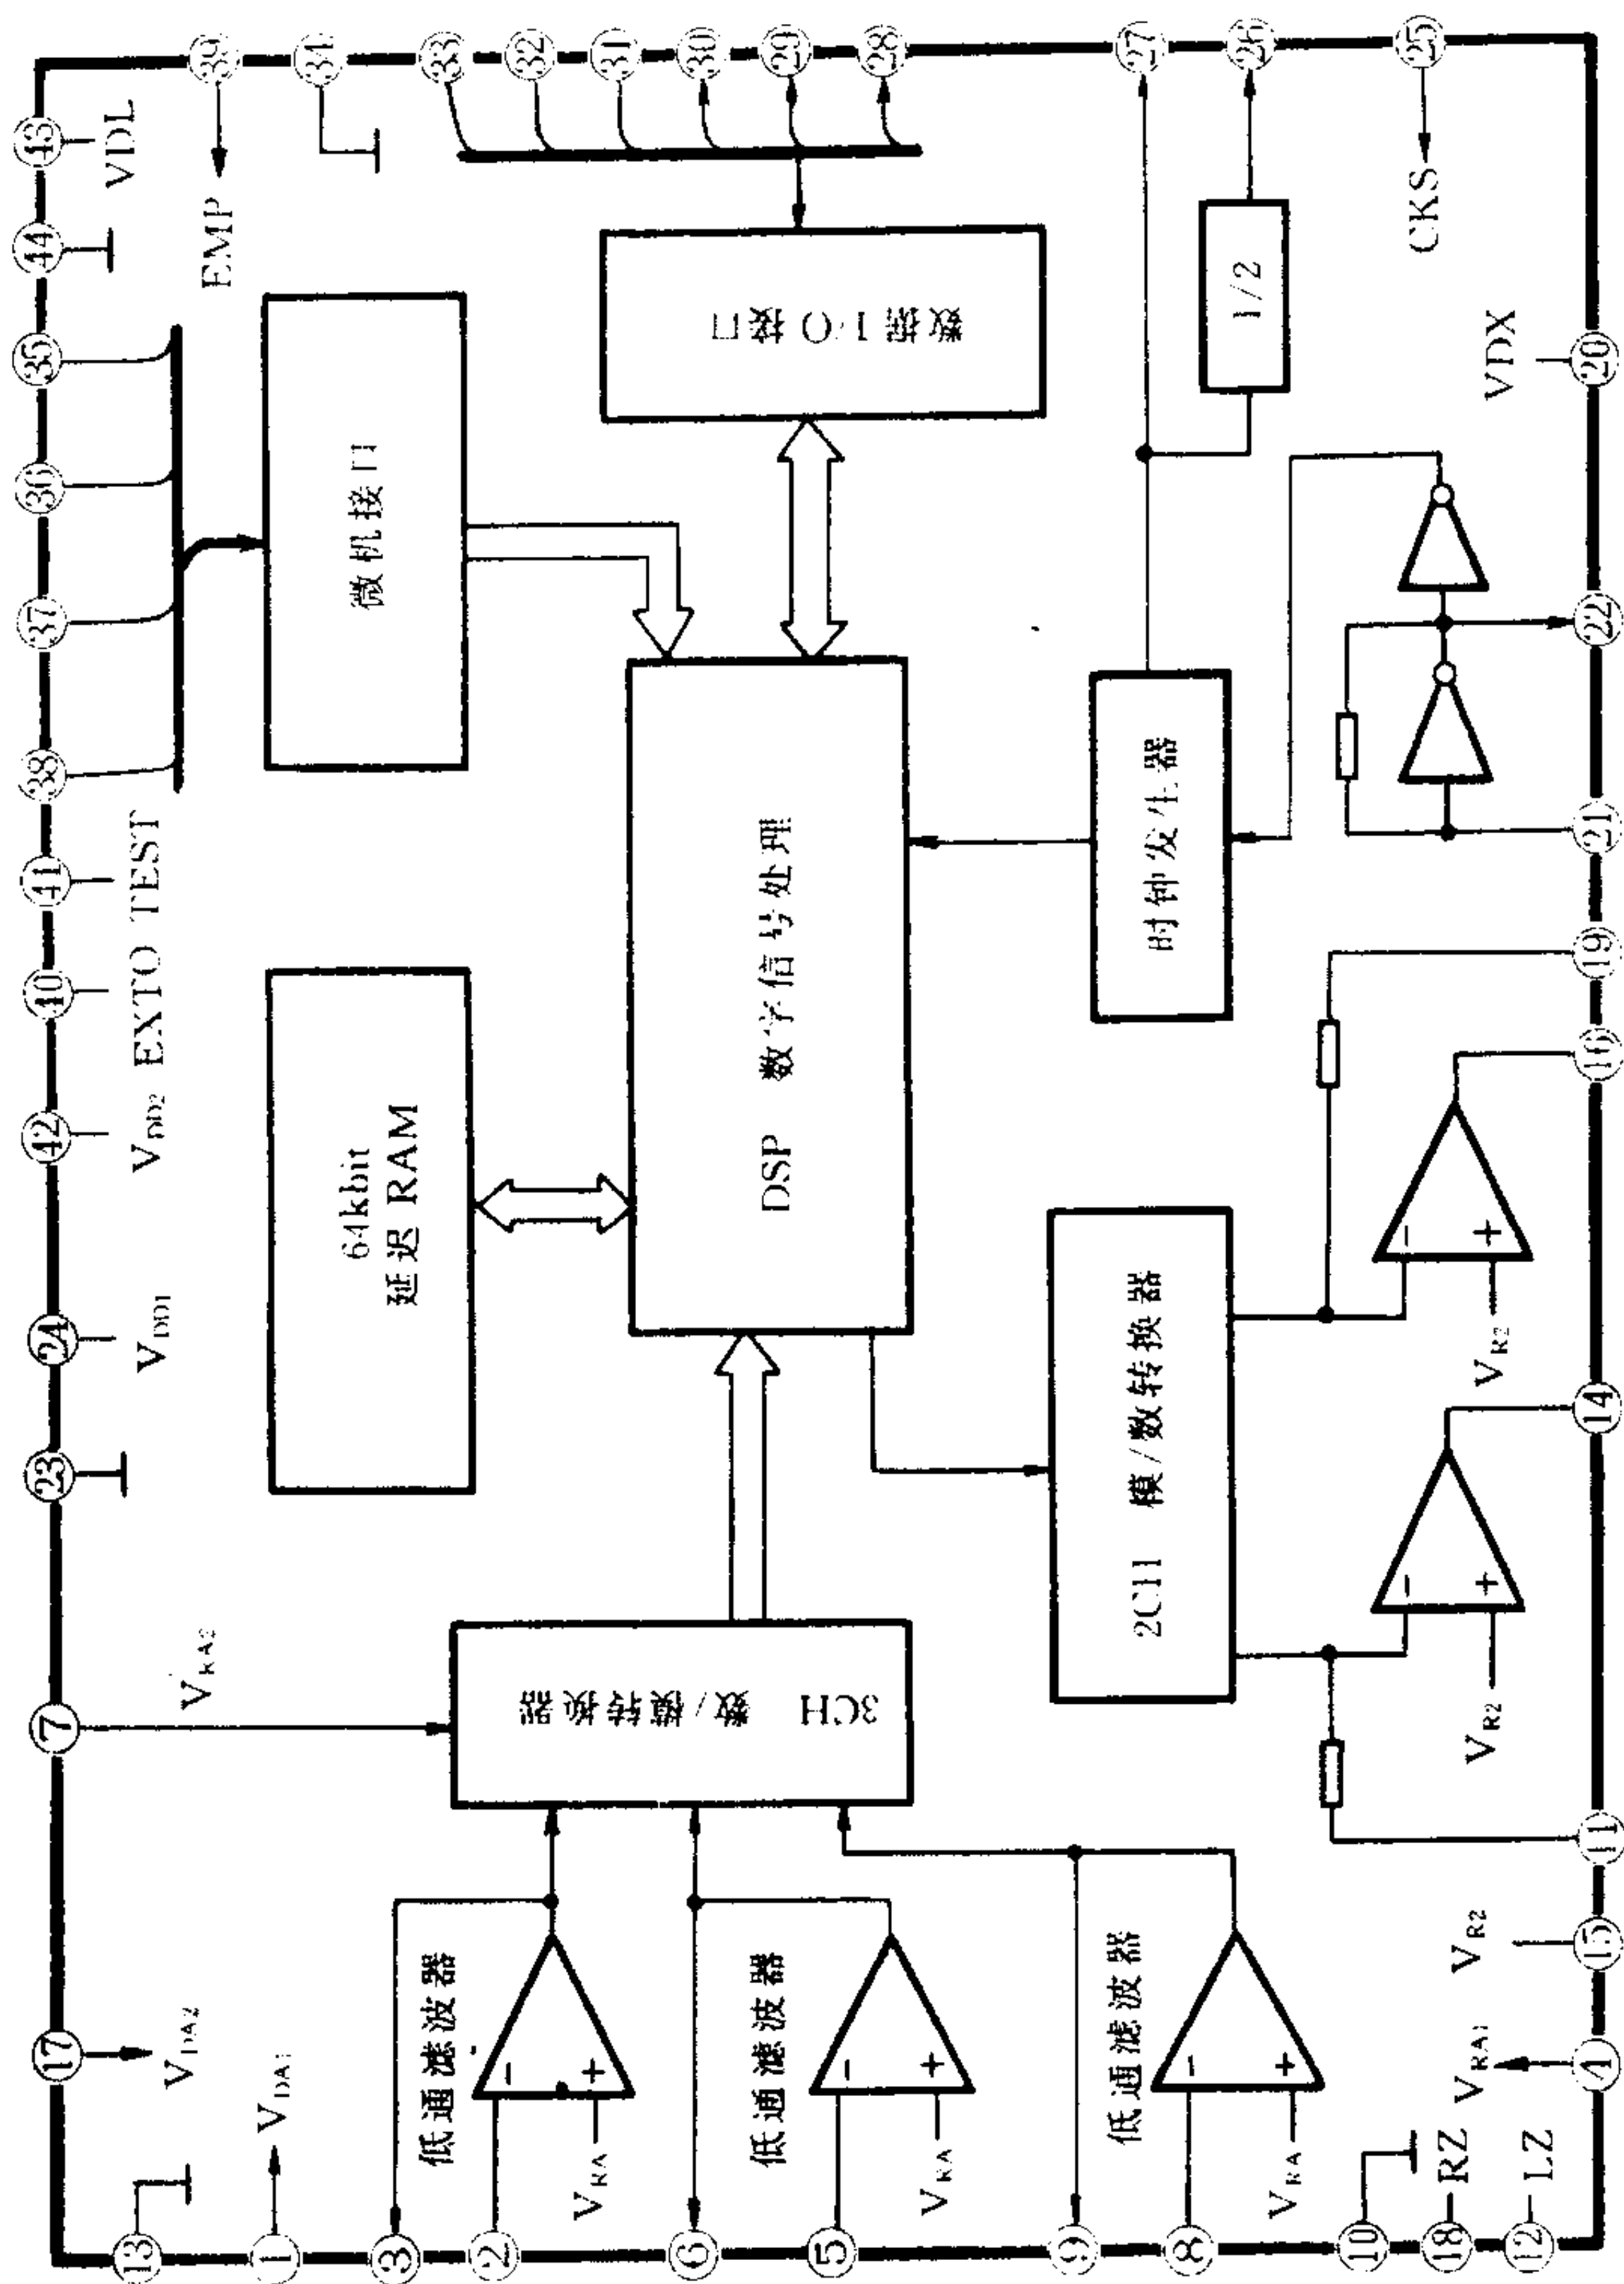 ⑬
①
V_DA1
③
②
⑥
⑤
⑨
⑧
⑩
⑱
RZ
⑫
LZ
⑰
V_DA2
低通滤波器
-
+
V_RA
低通滤波器
-
+
V_RA
低通滤波器
-
+
V_RA
④
V_RA1
⑮
V_R2
⑪
⑦
V_RA2
3CH 数/模转换器
㉓
㉔
V_DD1
㊷
V_DD2
㊵
EXTO
㊶
TEST
64kbit
延迟 RAM
DSP 数字信号处理
2CH 模/数转换器
-
+
V_R2
⑭
-
+
V_R2
⑯
⑲
㊳
㊲
㊱
㉟
微机接口
时钟发生器
㉑
㉒
㊹
㊸
VDL
㊴
EMP
㉞
㉝
㉜
㉛
㉚
㉙
㉘
数据 I/O 接口
㉗
㉖
1/2
㉕
CKS
⑳
VDX